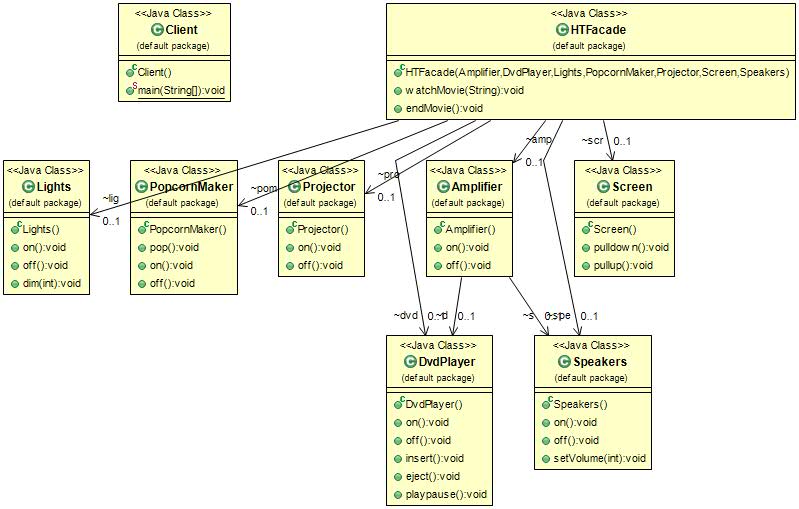 <<Java Class>>
Client
(default package)
Client()
main(String[]):void
<<Java Class>>
HTFacade
(default package)
HTFacade(Amplifier,DvdPlayer,Lights,PopcornMaker,Projector,Screen,Speakers)
watchMovie(String):void
endMovie():void
~lig
0..1
~pom
0..1
~pro
0..1
~amp
0..1
~scr
0..1
<<Java Class>>
Lights
(default package)
Lights()
on():void
off():void
dim(int):void
<<Java Class>>
PopcornMaker
(default package)
PopcornMaker()
pop():void
on():void
off():void
<<Java Class>>
Projector
(default package)
Projector()
on():void
off():void
<<Java Class>>
Amplifier
(default package)
Amplifier()
on():void
off():void
<<Java Class>>
Screen
(default package)
Screen()
pulldown():void
pullup():void
~dvd
0..1
~d
0..1
~s
0..1
~spe
0..1
<<Java Class>>
DvdPlayer
(default package)
DvdPlayer()
on():void
off():void
insert():void
eject():void
playpause():void
<<Java Class>>
Speakers
(default package)
Speakers()
on():void
off():void
setVolume(int):void